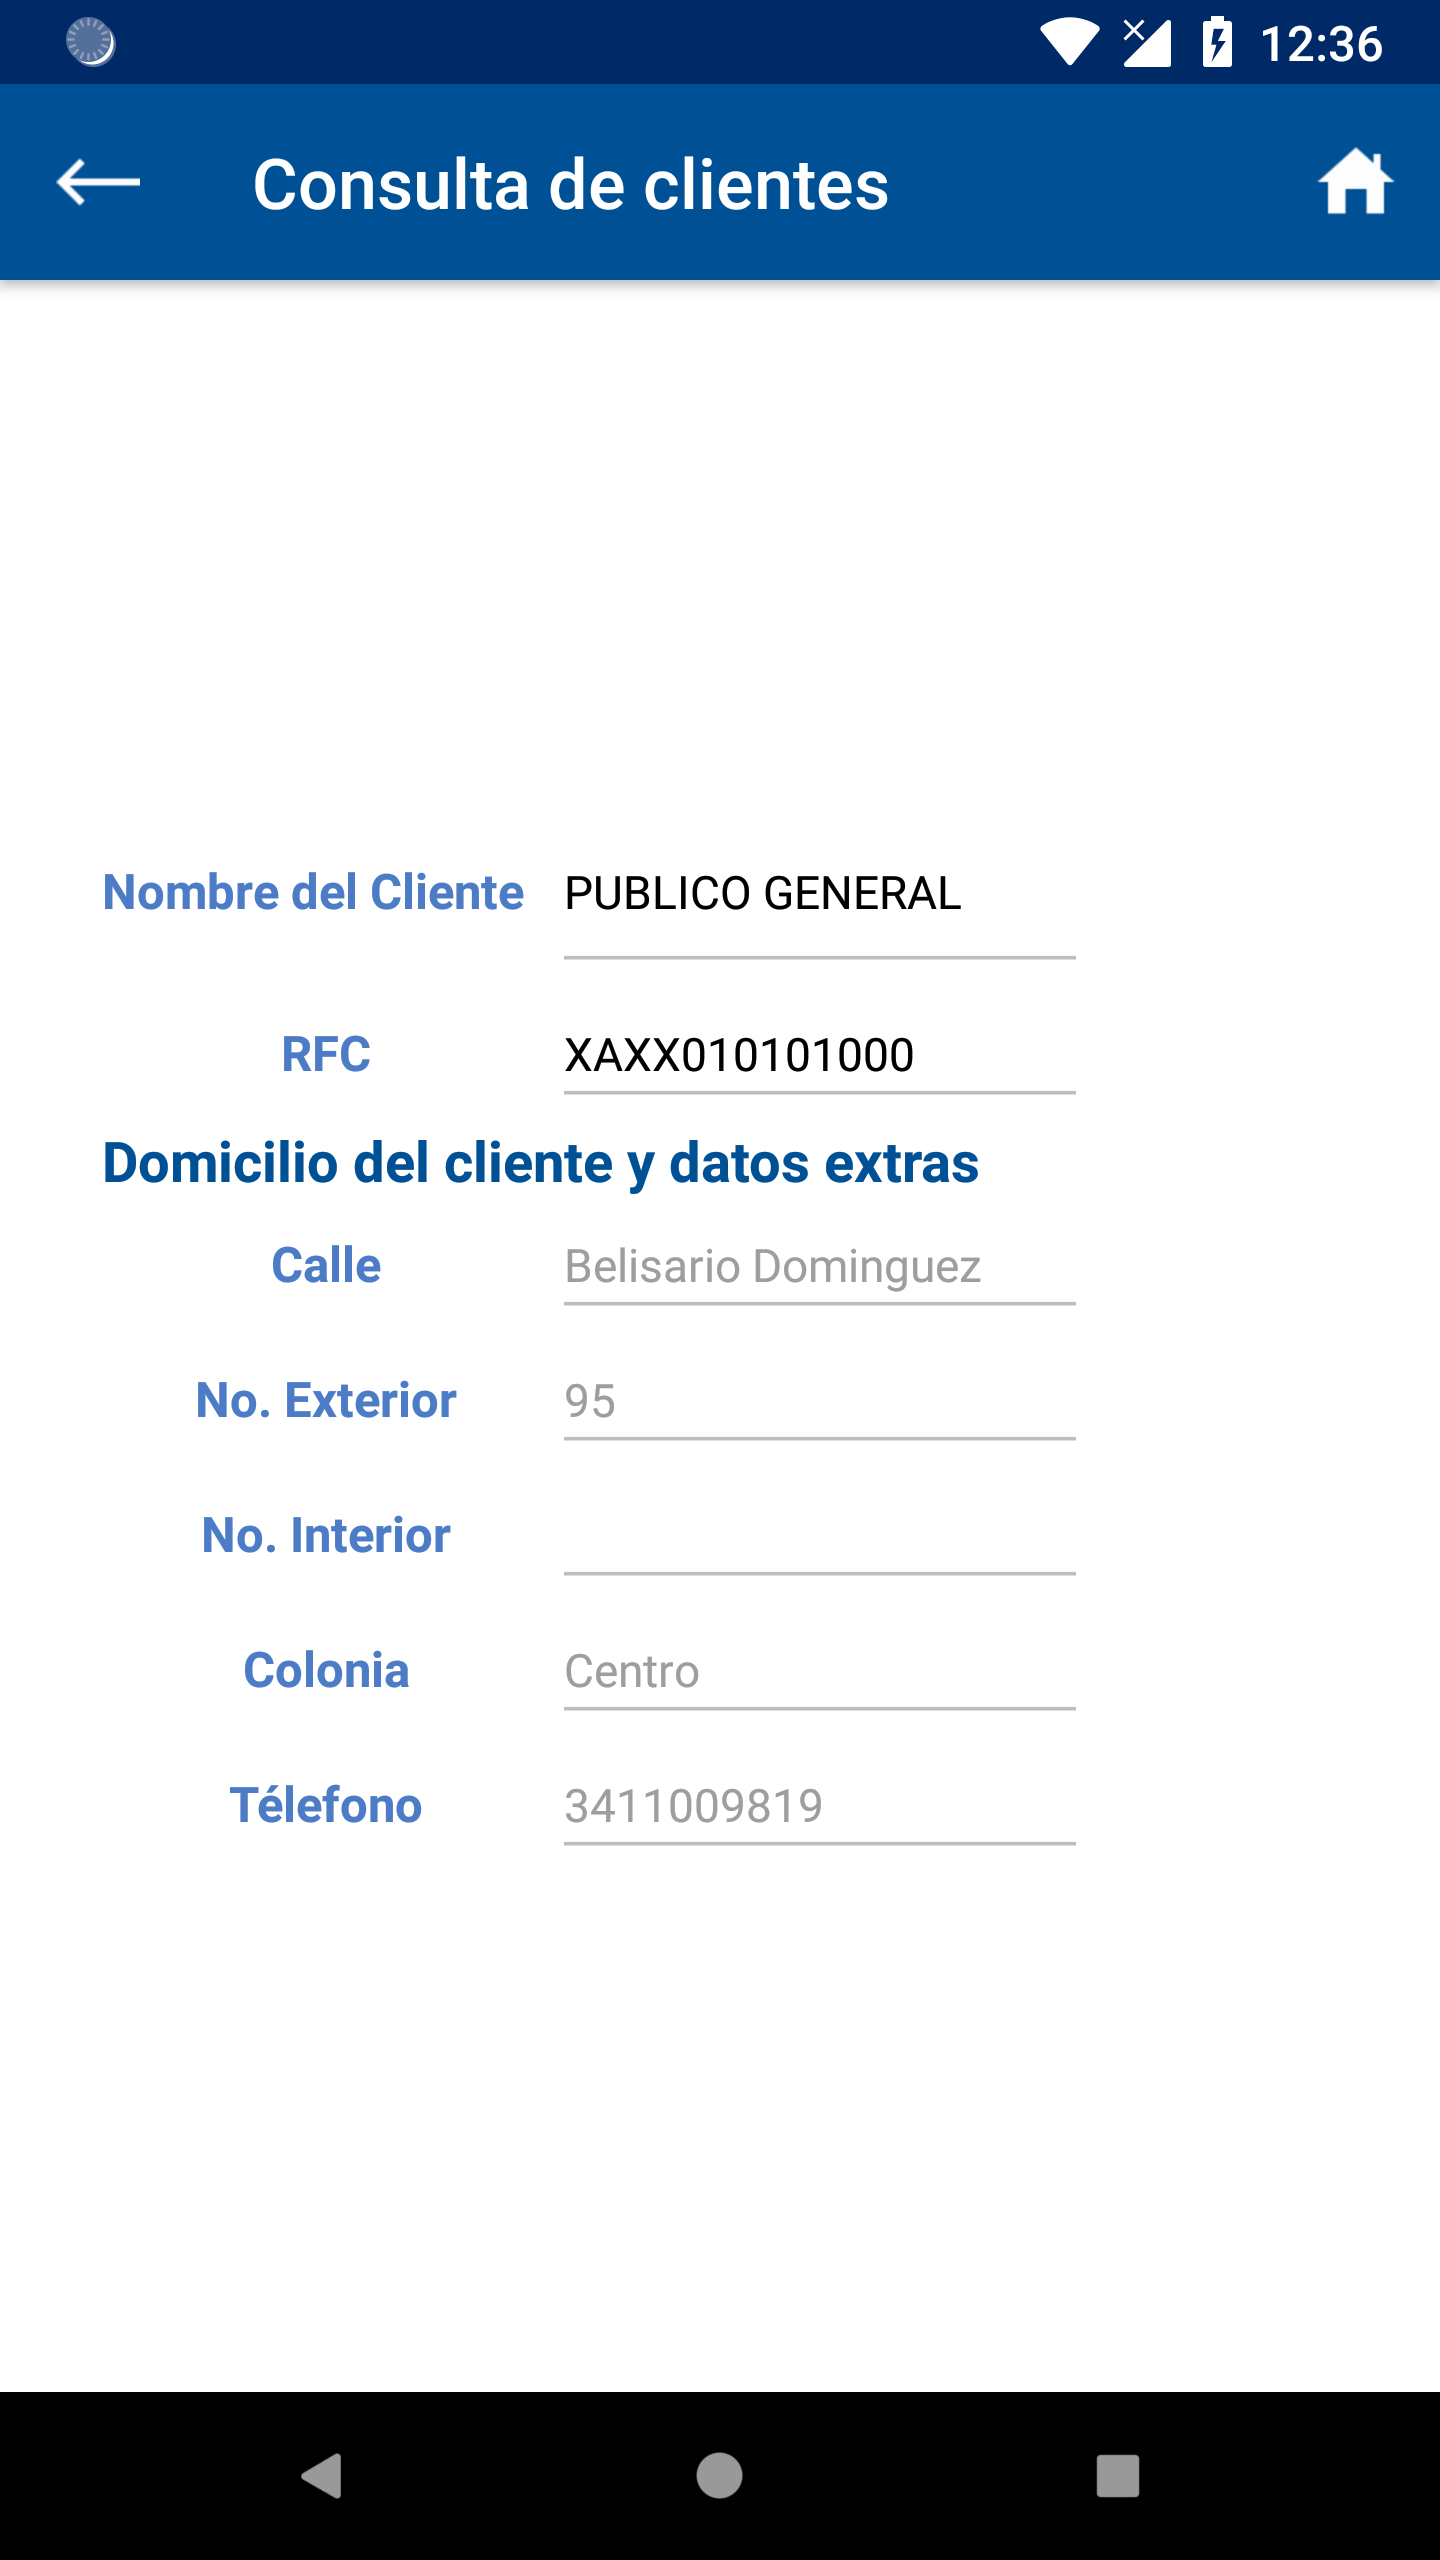 12:36
Consulta de clientes
Nombre del Cliente PUBLICO GENERAL
RFC XAXX010101000
Domicilio del cliente y datos extras
Calle Belisario Dominguez
No. Exterior 95
No. Interior
Colonia Centro
Télefono 3411009819